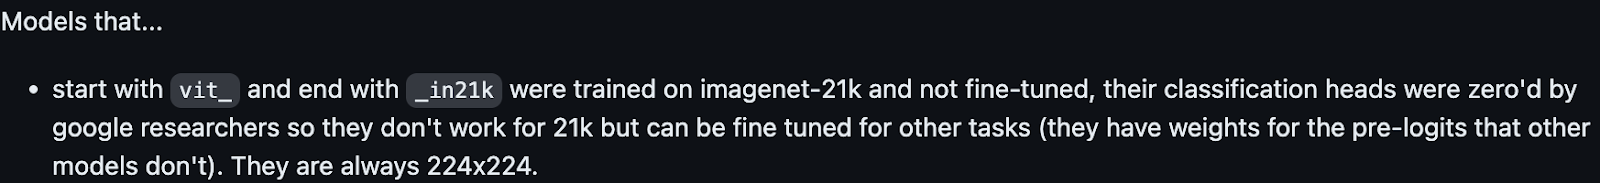 Models that...
• start with vit_ and end with _in21k were trained on imagenet-21k and not fine-tuned, their classification heads were zero'd by
google researchers so they don't work for 21k but can be fine tuned for other tasks (they have weights for the pre-logits that other
models don't). They are always 224x224.